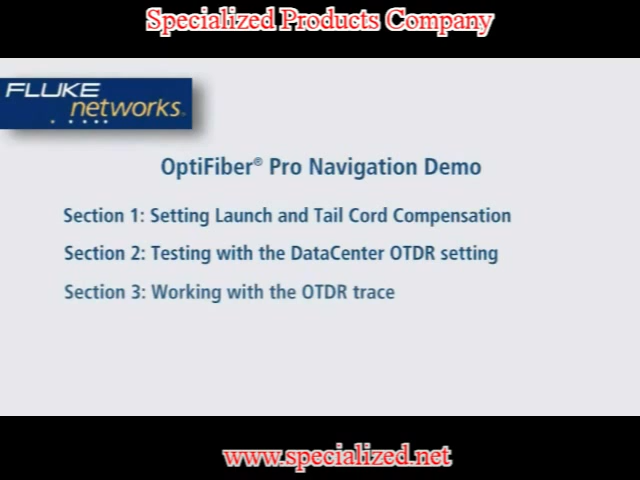 Specialized Products Company
FLUKE
networks®
OptiFiber® Pro Navigation Demo
Section 1: Setting Launch and Tail Cord Compensation
Section 2: Testing with the DataCenter OTDR setting
Section 3: Working with the OTDR trace
www.specialized.net